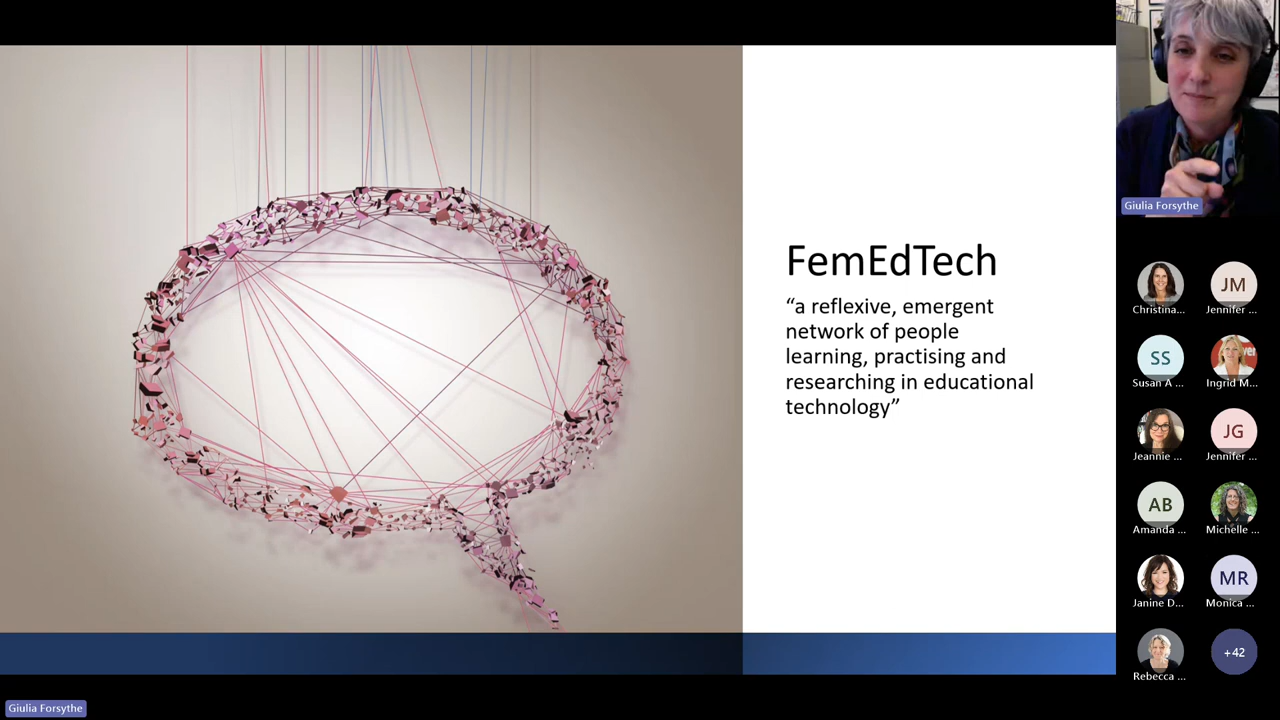 FemEdTech
“a reflexive, emergent
network of people
learning, practising and
researching in educational
technology”
Giulia Forsythe
Christina...
JM
Jennifer ...
SS
Susan A ...
Ingrid M...
Jeannie ...
JG
Jennifer ...
AB
Amanda ...
Michelle ...
Janine D...
MR
Monica ...
Rebecca ...
+42
Giulia Forsythe